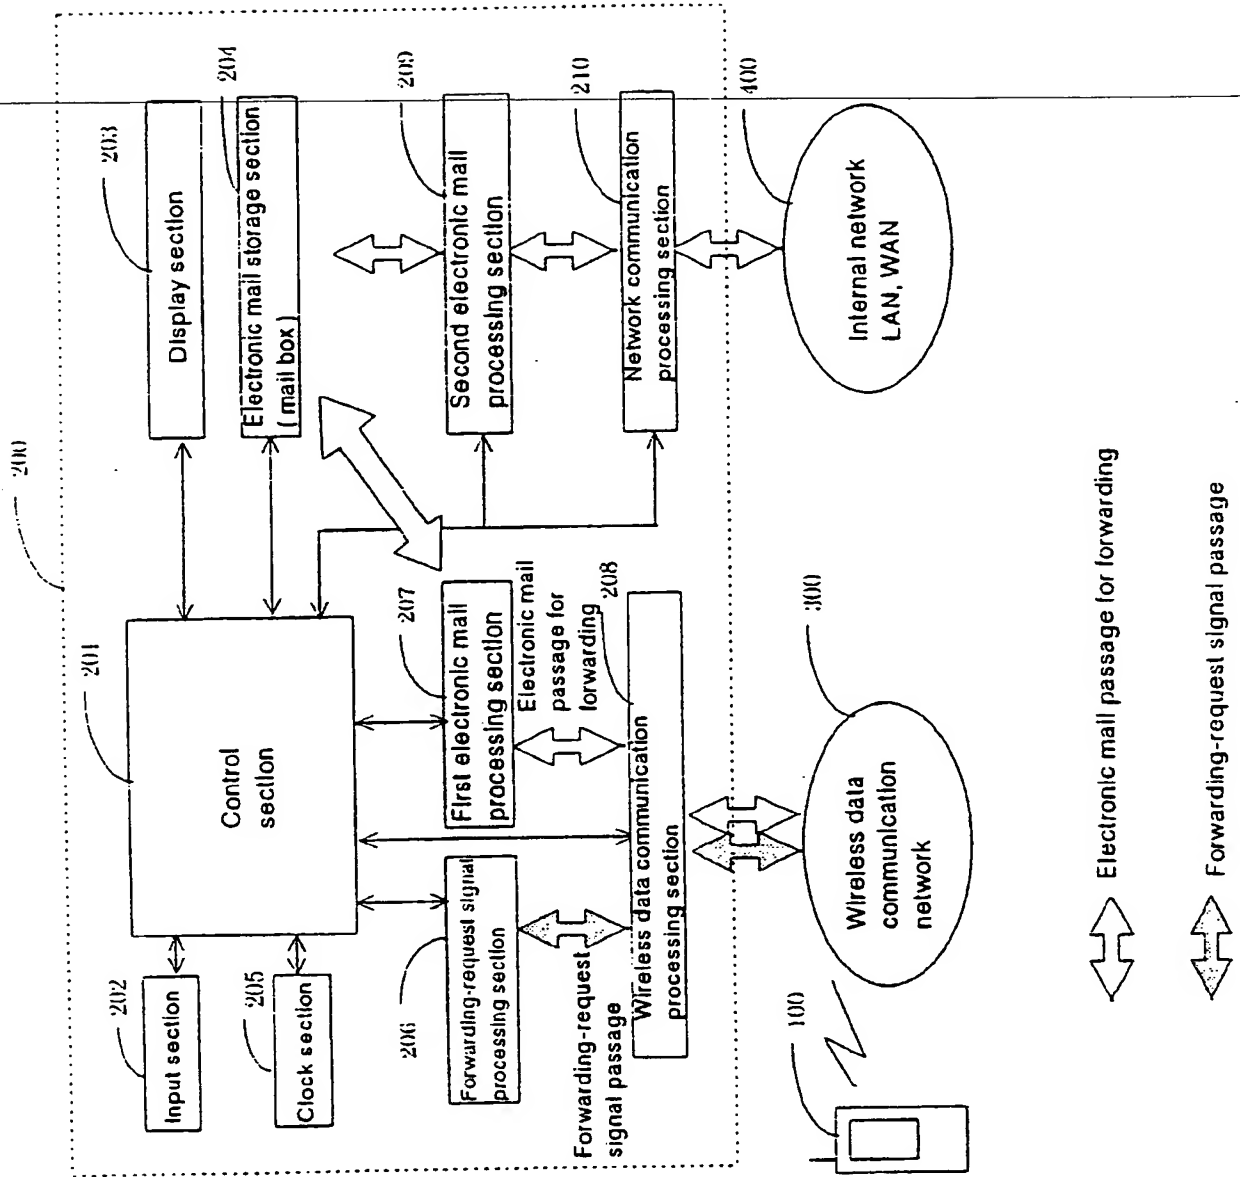 200
201
Control
section
202
Input section
205
Clock section
203
Display section
204
Electronic mail storage section
( mail box )
206
Forwarding-request signal
processing section
207
First electronic mail
processing section
209
Second electronic mail
processing section
Forwarding-request
signal passage
Electronic mail
passage for
forwarding
208
Wireless data communication
processing section
210
Network communication
processing section
100
300
Wireless data
communication
network
400
Internal network
LAN, WAN
Electronic mail passage for forwarding
Forwarding-request signal passage